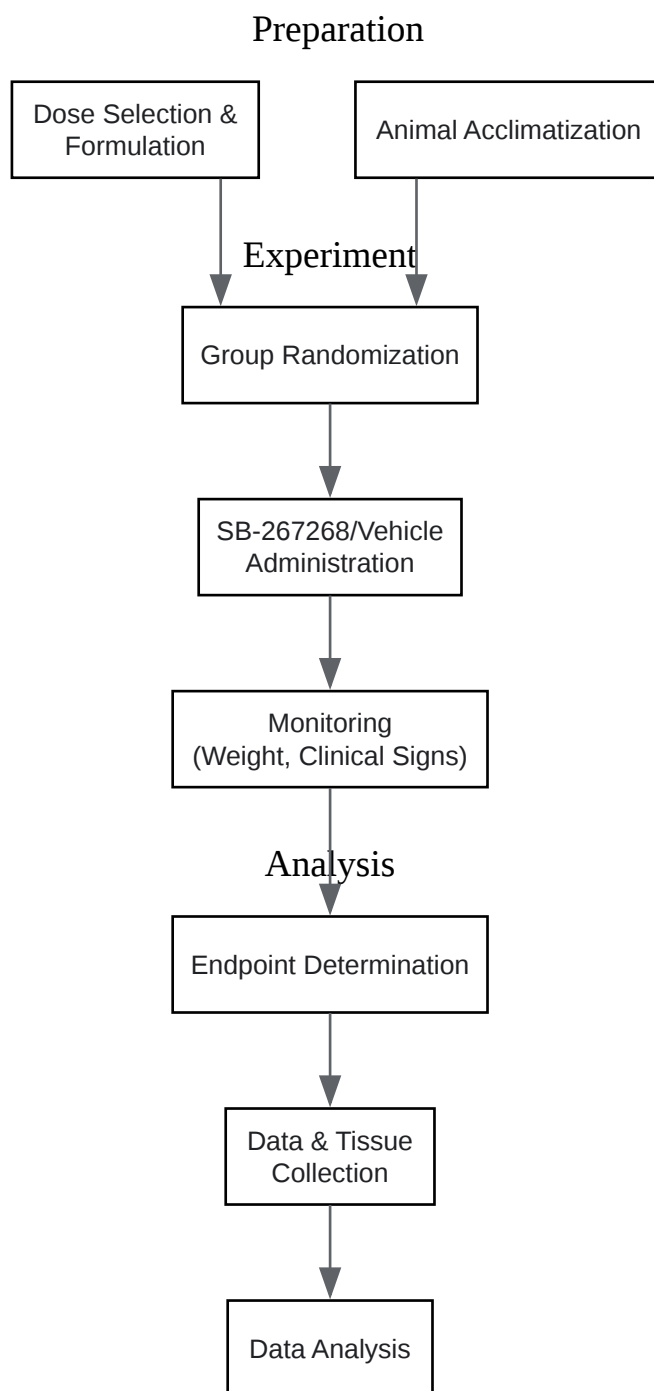 Preparation
Dose Selection &
Formulation
Animal Acclimatization
Experiment
Group Randomization
SB-267268/Vehicle
Administration
Monitoring
(Weight, Clinical Signs)
Analysis
Endpoint Determination
Data & Tissue
Collection
Data Analysis